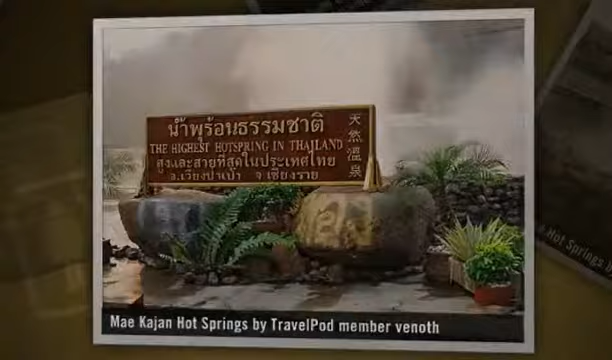 น้ำพุร้อนธรรมชาติ
THE HIGHEST HOTSPRING IN THAILAND
สูงและสวยที่สุดในประเทศไทย
อ.เวียงป่าเป้า จ.เชียงราย
天然溫泉
Mae Kajan Hot Springs by TravelPod member venoth
Hot Springs